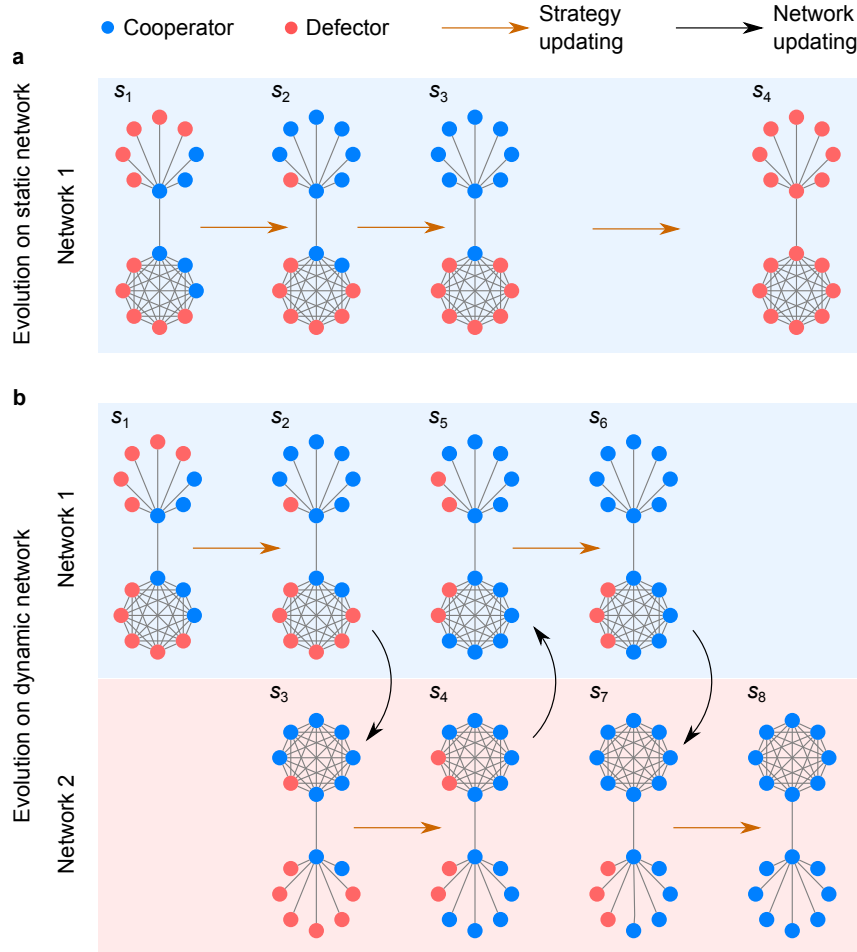 Cooperator
Defector
Strategy
updating
Network
updating
a
Evolution on static network
Network 1
s1
s2
s3
s4
b
Evolution on dynamic network
Network 1
s1
s2
s5
s6
Network 2
s3
s4
s7
s8